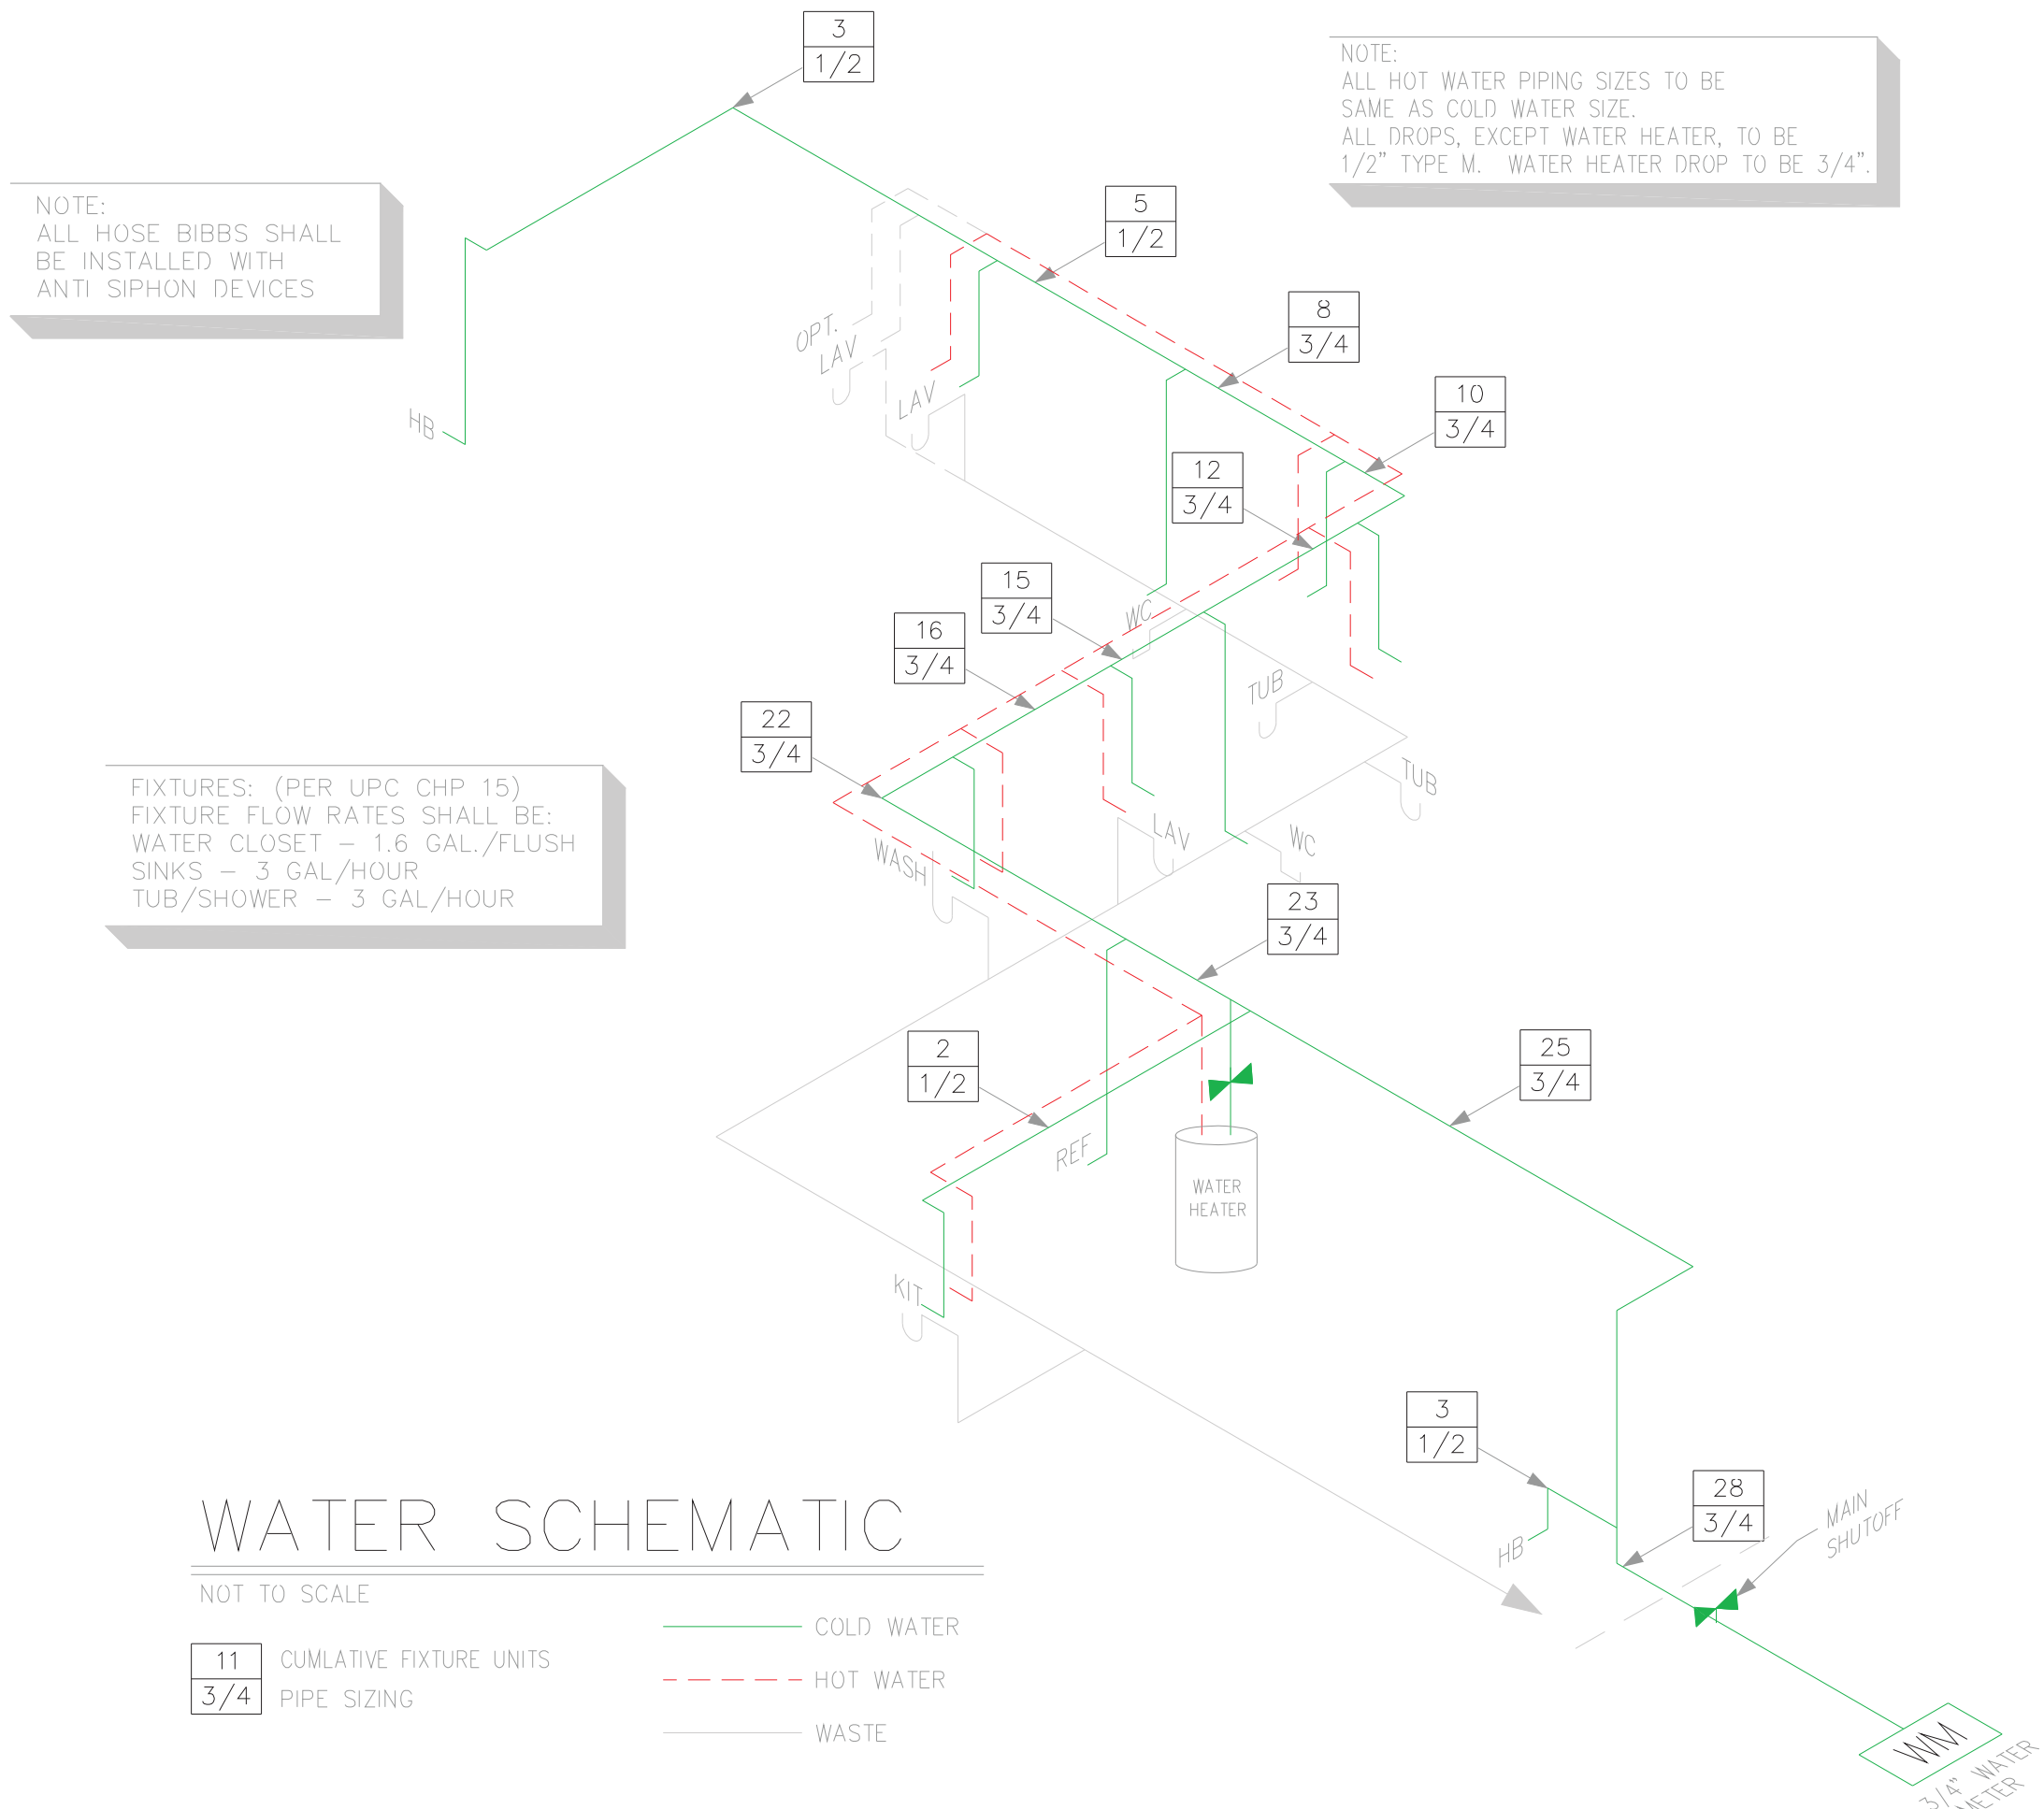 3
1/2
NOTE:
ALL HOT WATER PIPING SIZES TO BE
SAME AS COLD WATER SIZE.
ALL DROPS, EXCEPT WATER HEATER, TO BE
1/2" TYPE M. WATER HEATER DROP TO BE 3/4".
NOTE:
ALL HOSE BIBBS SHALL
BE INSTALLED WITH
ANTI SIPHON DEVICES
5
1/2
8
3/4
OPT.
LAV
LAV
HB
10
3/4
12
3/4
15
3/4
WC
16
3/4
TUB
22
3/4
TUB
FIXTURES: (PER UPC CHP 15)
FIXTURE FLOW RATES SHALL BE:
WATER CLOSET – 1.6 GAL./FLUSH
SINKS – 3 GAL/HOUR
TUB/SHOWER – 3 GAL/HOUR
WASH
LAV
WC
23
3/4
2
1/2
25
3/4
REF
WATER
HEATER
KIT
3
1/2
28
3/4
MAIN
SHUTOFF
HB
WATER SCHEMATIC
NOT TO SCALE
11
3/4
CUMLATIVE FIXTURE UNITS
PIPE SIZING
COLD WATER
HOT WATER
WASTE
WM
3/4" WATER
METER